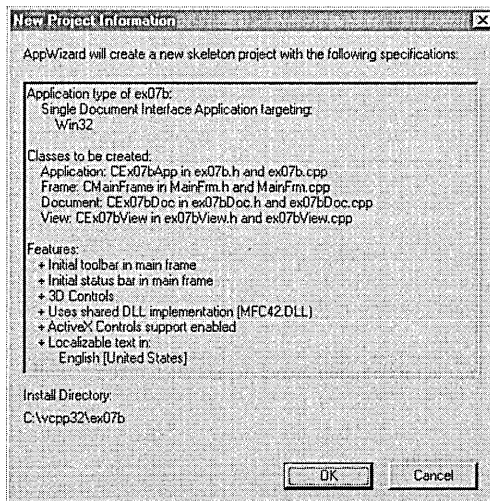 New Project Information
AppWizard will create a new skeleton project with the following specifications:
Application type of ex07b:
Single Document Interface Application targeting:
Win32
Classes to be created:
Application: CEx07bApp in ex07b.h and ex07b.cpp
Frame: CMainFrame in MainFrm.h and MainFrm.cpp
Document: CEx07bDoc in ex07bDoc.h and ex07bDoc.cpp
View: CEx07bView in ex07bView.h and ex07bView.cpp
Features:
+ Initial toolbar in main frame
+ Initial status bar in main frame
+ 3D Controls
+ Uses shared DLL implementation (MFC42.DLL)
+ ActiveX Controls support enabled
+ Localizable text in:
English [United States]
Install Directory:
C:\vcpp32\ex07b
OK Cancel